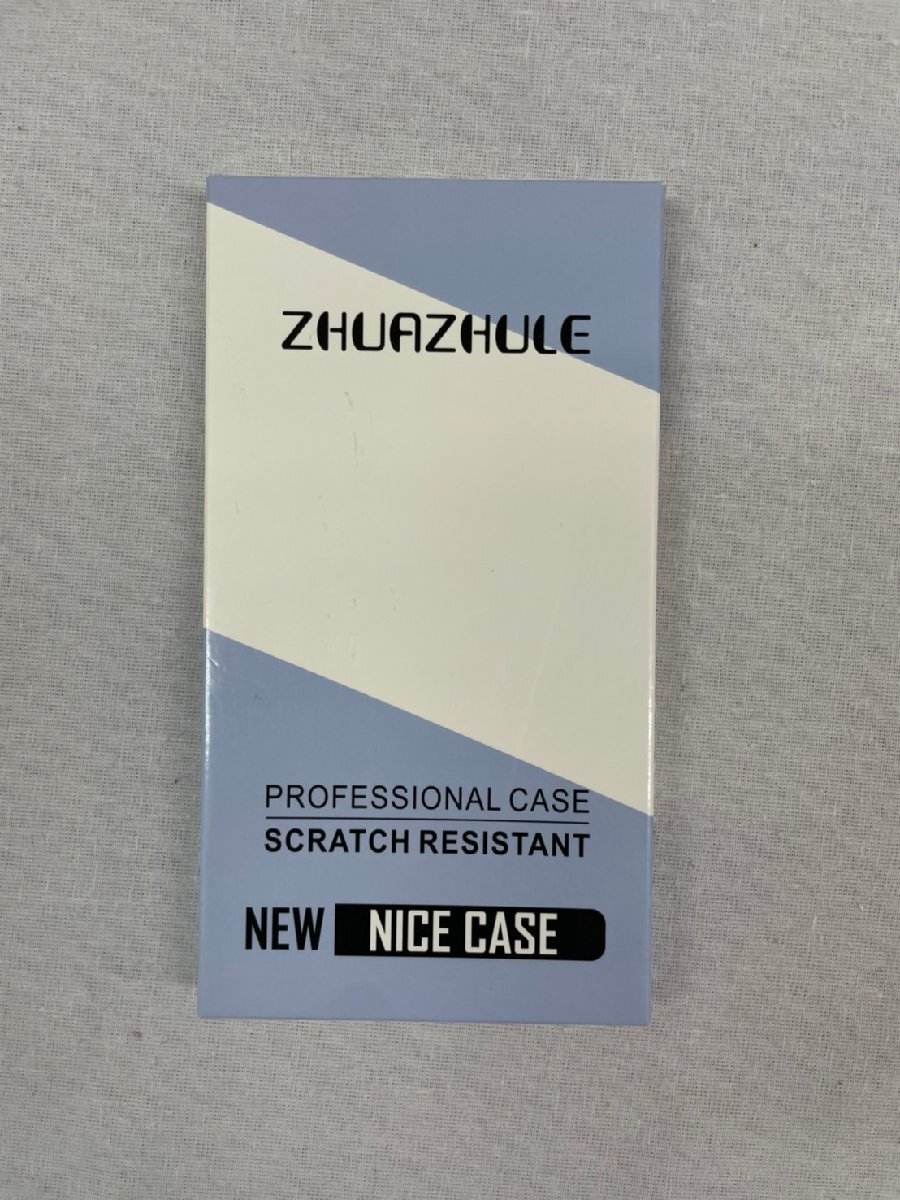 ZHUAZHULE
PROFESSIONAL CASE
SCRATCH RESISTANT
NEW NICE CASE